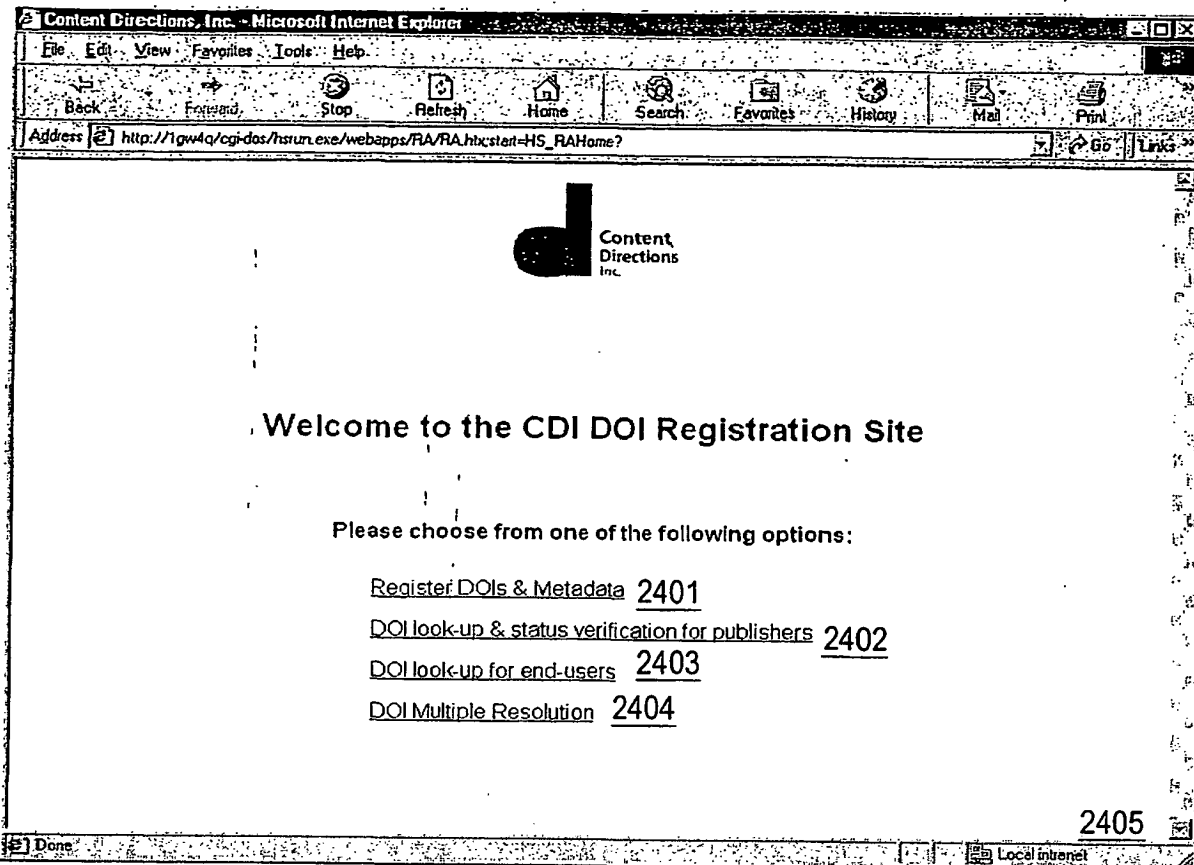 Content Directions, Inc. - Microsoft Internet Explorer
File Edit View Favorites Tools Help
Back Forward Stop Refresh Home Search Favorites History Mail Print »
Address http://1gw4q/cgi-dos/hsrun.exe/webapps/RA/RA.htx;start=HS_RAHome? Go Links »
Content
Directions
Inc.
Welcome to the CDI DOI Registration Site
Please choose from one of the following options:
Register DOIs & Metadata 2401
DOI look-up & status verification for publishers 2402
DOI look-up for end-users 2403
DOI Multiple Resolution 2404
2405
Done Local intranet